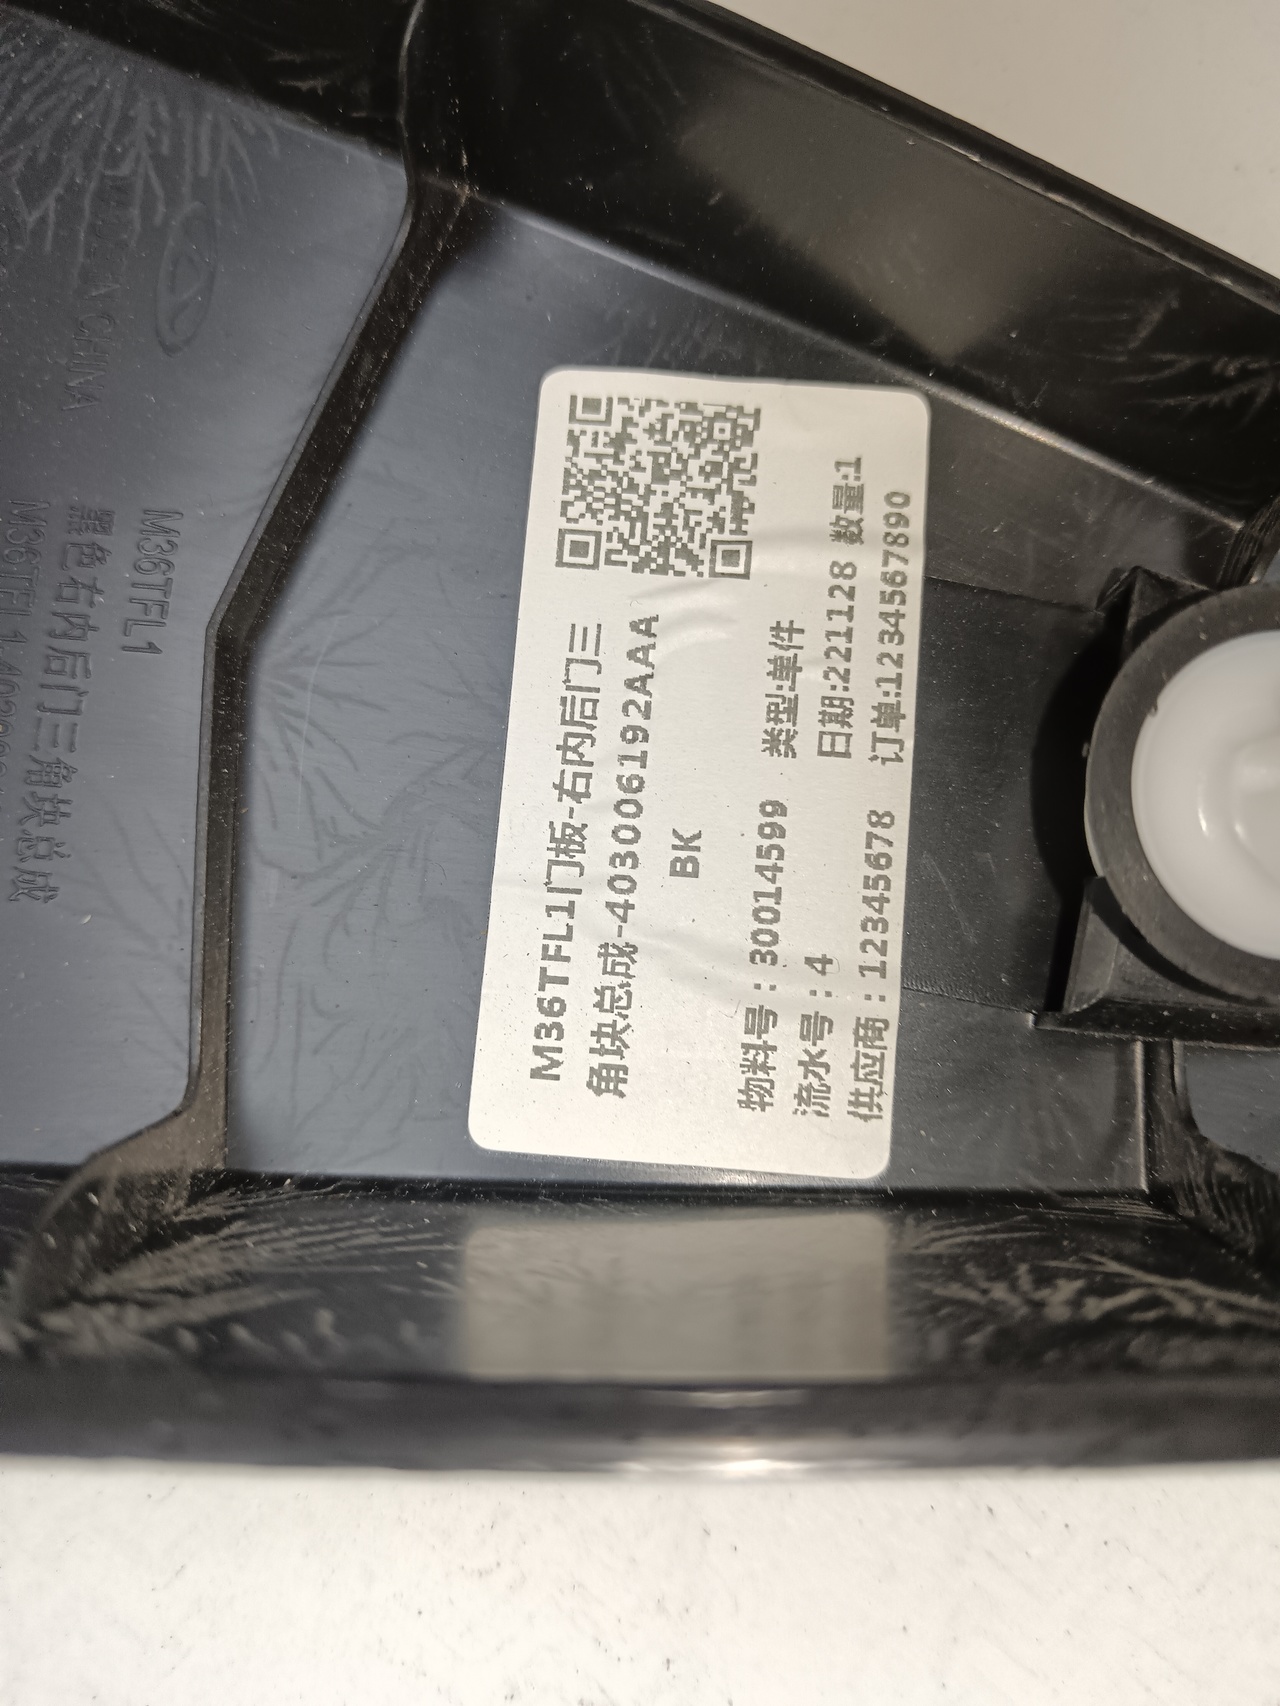 M36TFL1门板-右内后门三
角块总成-403006192AAA
BK
物料号：30014599 类型:单件
流水号：4 日期:221128 数量:1
供应商：12345678 订单:1234567890
CHINA
M36TFL1
黑色右内后门三角块总成